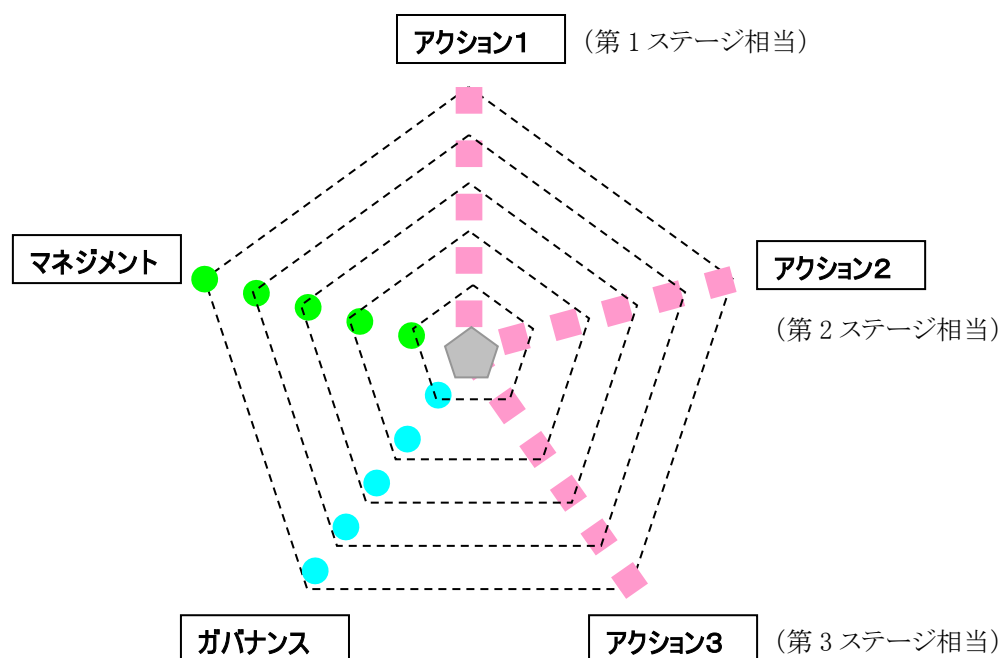 アクション１
（第１ステージ相当）
マネジメント
アクション２
（第２ステージ相当）
ガバナンス
アクション３
（第３ステージ相当）